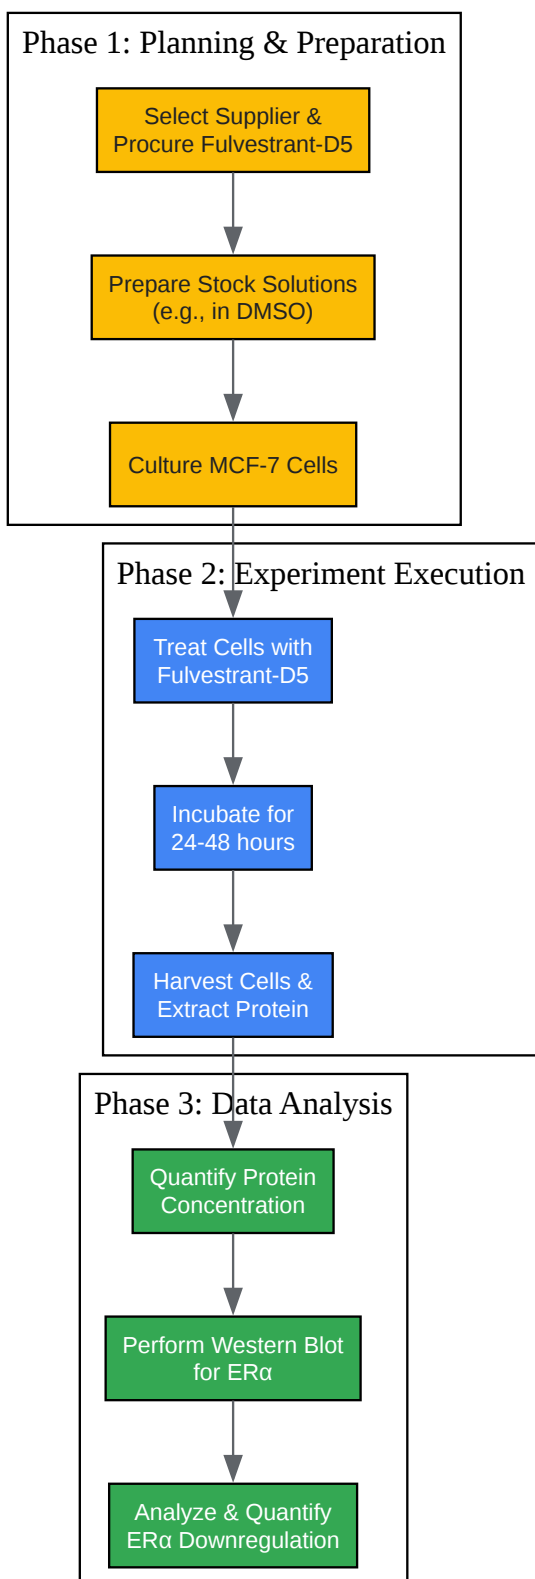 Phase 1: Planning & Preparation
Select Supplier &
Procure Fulvestrant-D5
Prepare Stock Solutions
(e.g., in DMSO)
Culture MCF-7 Cells
Phase 2: Experiment Execution
Treat Cells with
Fulvestrant-D5
Incubate for
24-48 hours
Harvest Cells &
Extract Protein
Phase 3: Data Analysis
Quantify Protein
Concentration
Perform Western Blot
for ERα
Analyze & Quantify
ERα Downregulation